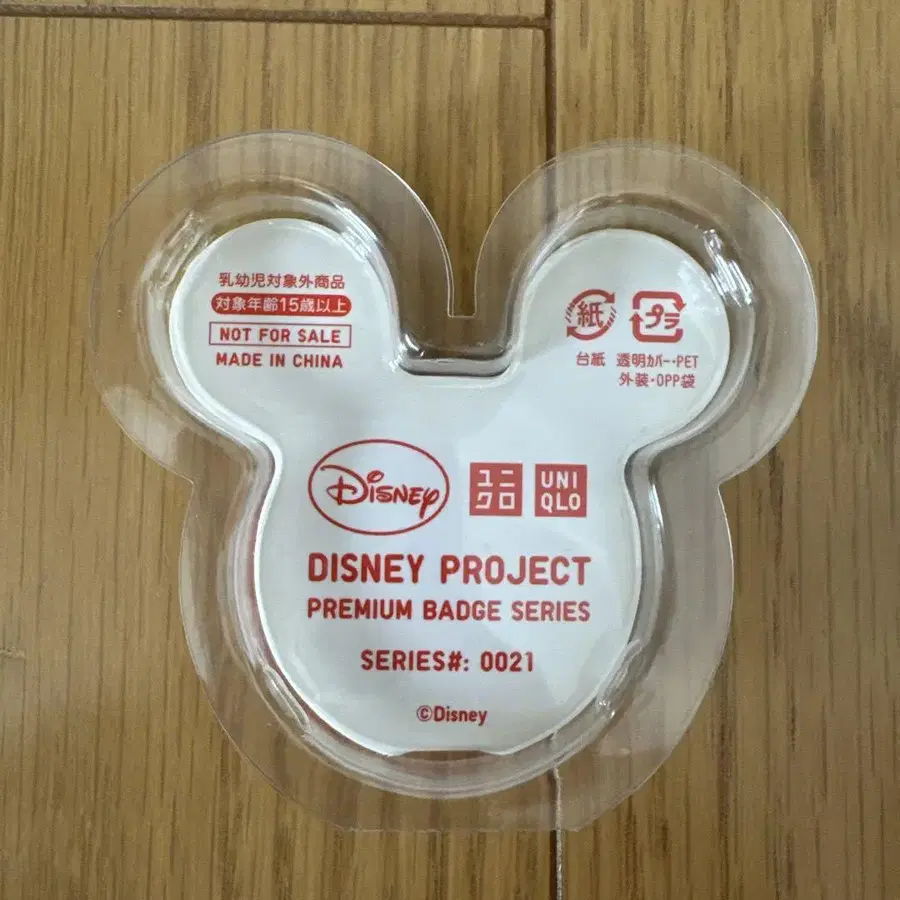 乳幼児対象外商品
対象年齢15歳以上
NOT FOR SALE
MADE IN CHINA
紙
プラ
台紙 透明カバー・PET
外装・OPP袋
Disney
ユニクロ
UNIQLO
DISNEY PROJECT
PREMIUM BADGE SERIES
SERIES#: 0021
©Disney